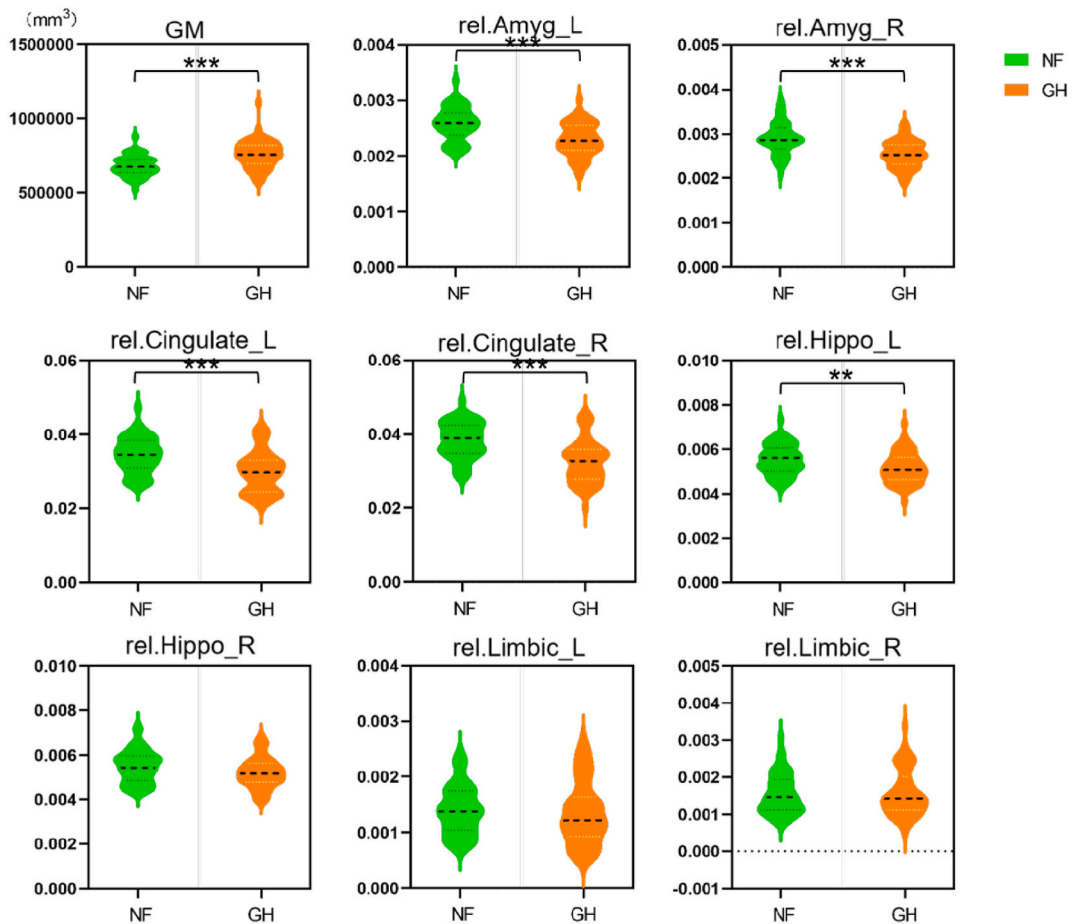 (mm³)
GM
1500000
***
1000000
500000
0
NF GH
rel.Amyg_L
0.004
***
0.003
0.002
0.001
0.000
NF GH
rel.Amyg_R
0.005
***
0.004
0.003
0.002
0.001
0.000
NF GH
NF
GH
rel.Cingulate_L
0.06
***
0.04
0.02
0.00
NF GH
rel.Cingulate_R
0.06
***
0.04
0.02
0.00
NF GH
rel.Hippo_L
0.010
**
0.008
0.006
0.004
0.002
0.000
NF GH
rel.Hippo_R
0.010
0.008
0.006
0.004
0.002
0.000
NF GH
rel.Limbic_L
0.004
0.003
0.002
0.001
0.000
NF GH
rel.Limbic_R
0.005
0.004
0.003
0.002
0.001
0.000
-0.001
NF GH